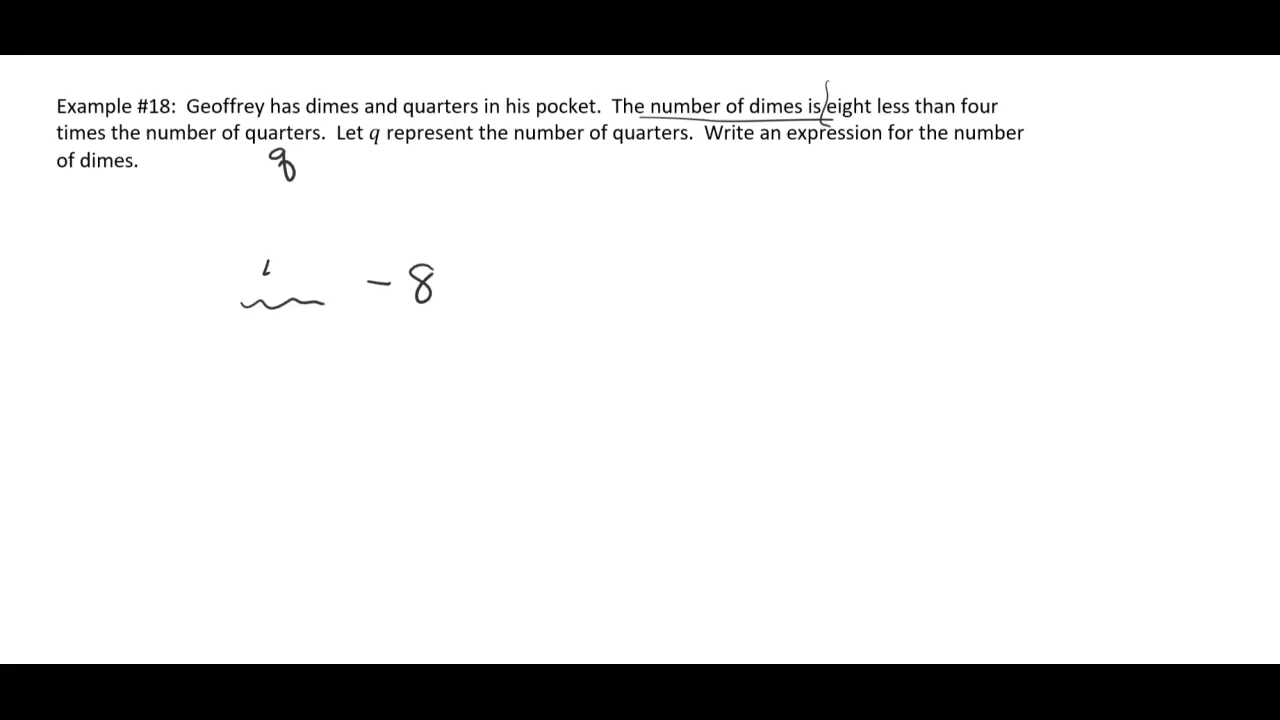 Example #18: Geoffrey has dimes and quarters in his pocket. The number of dimes is eight less than four
times the number of quarters. Let q represent the number of quarters. Write an expression for the number
of dimes.
q
- 8